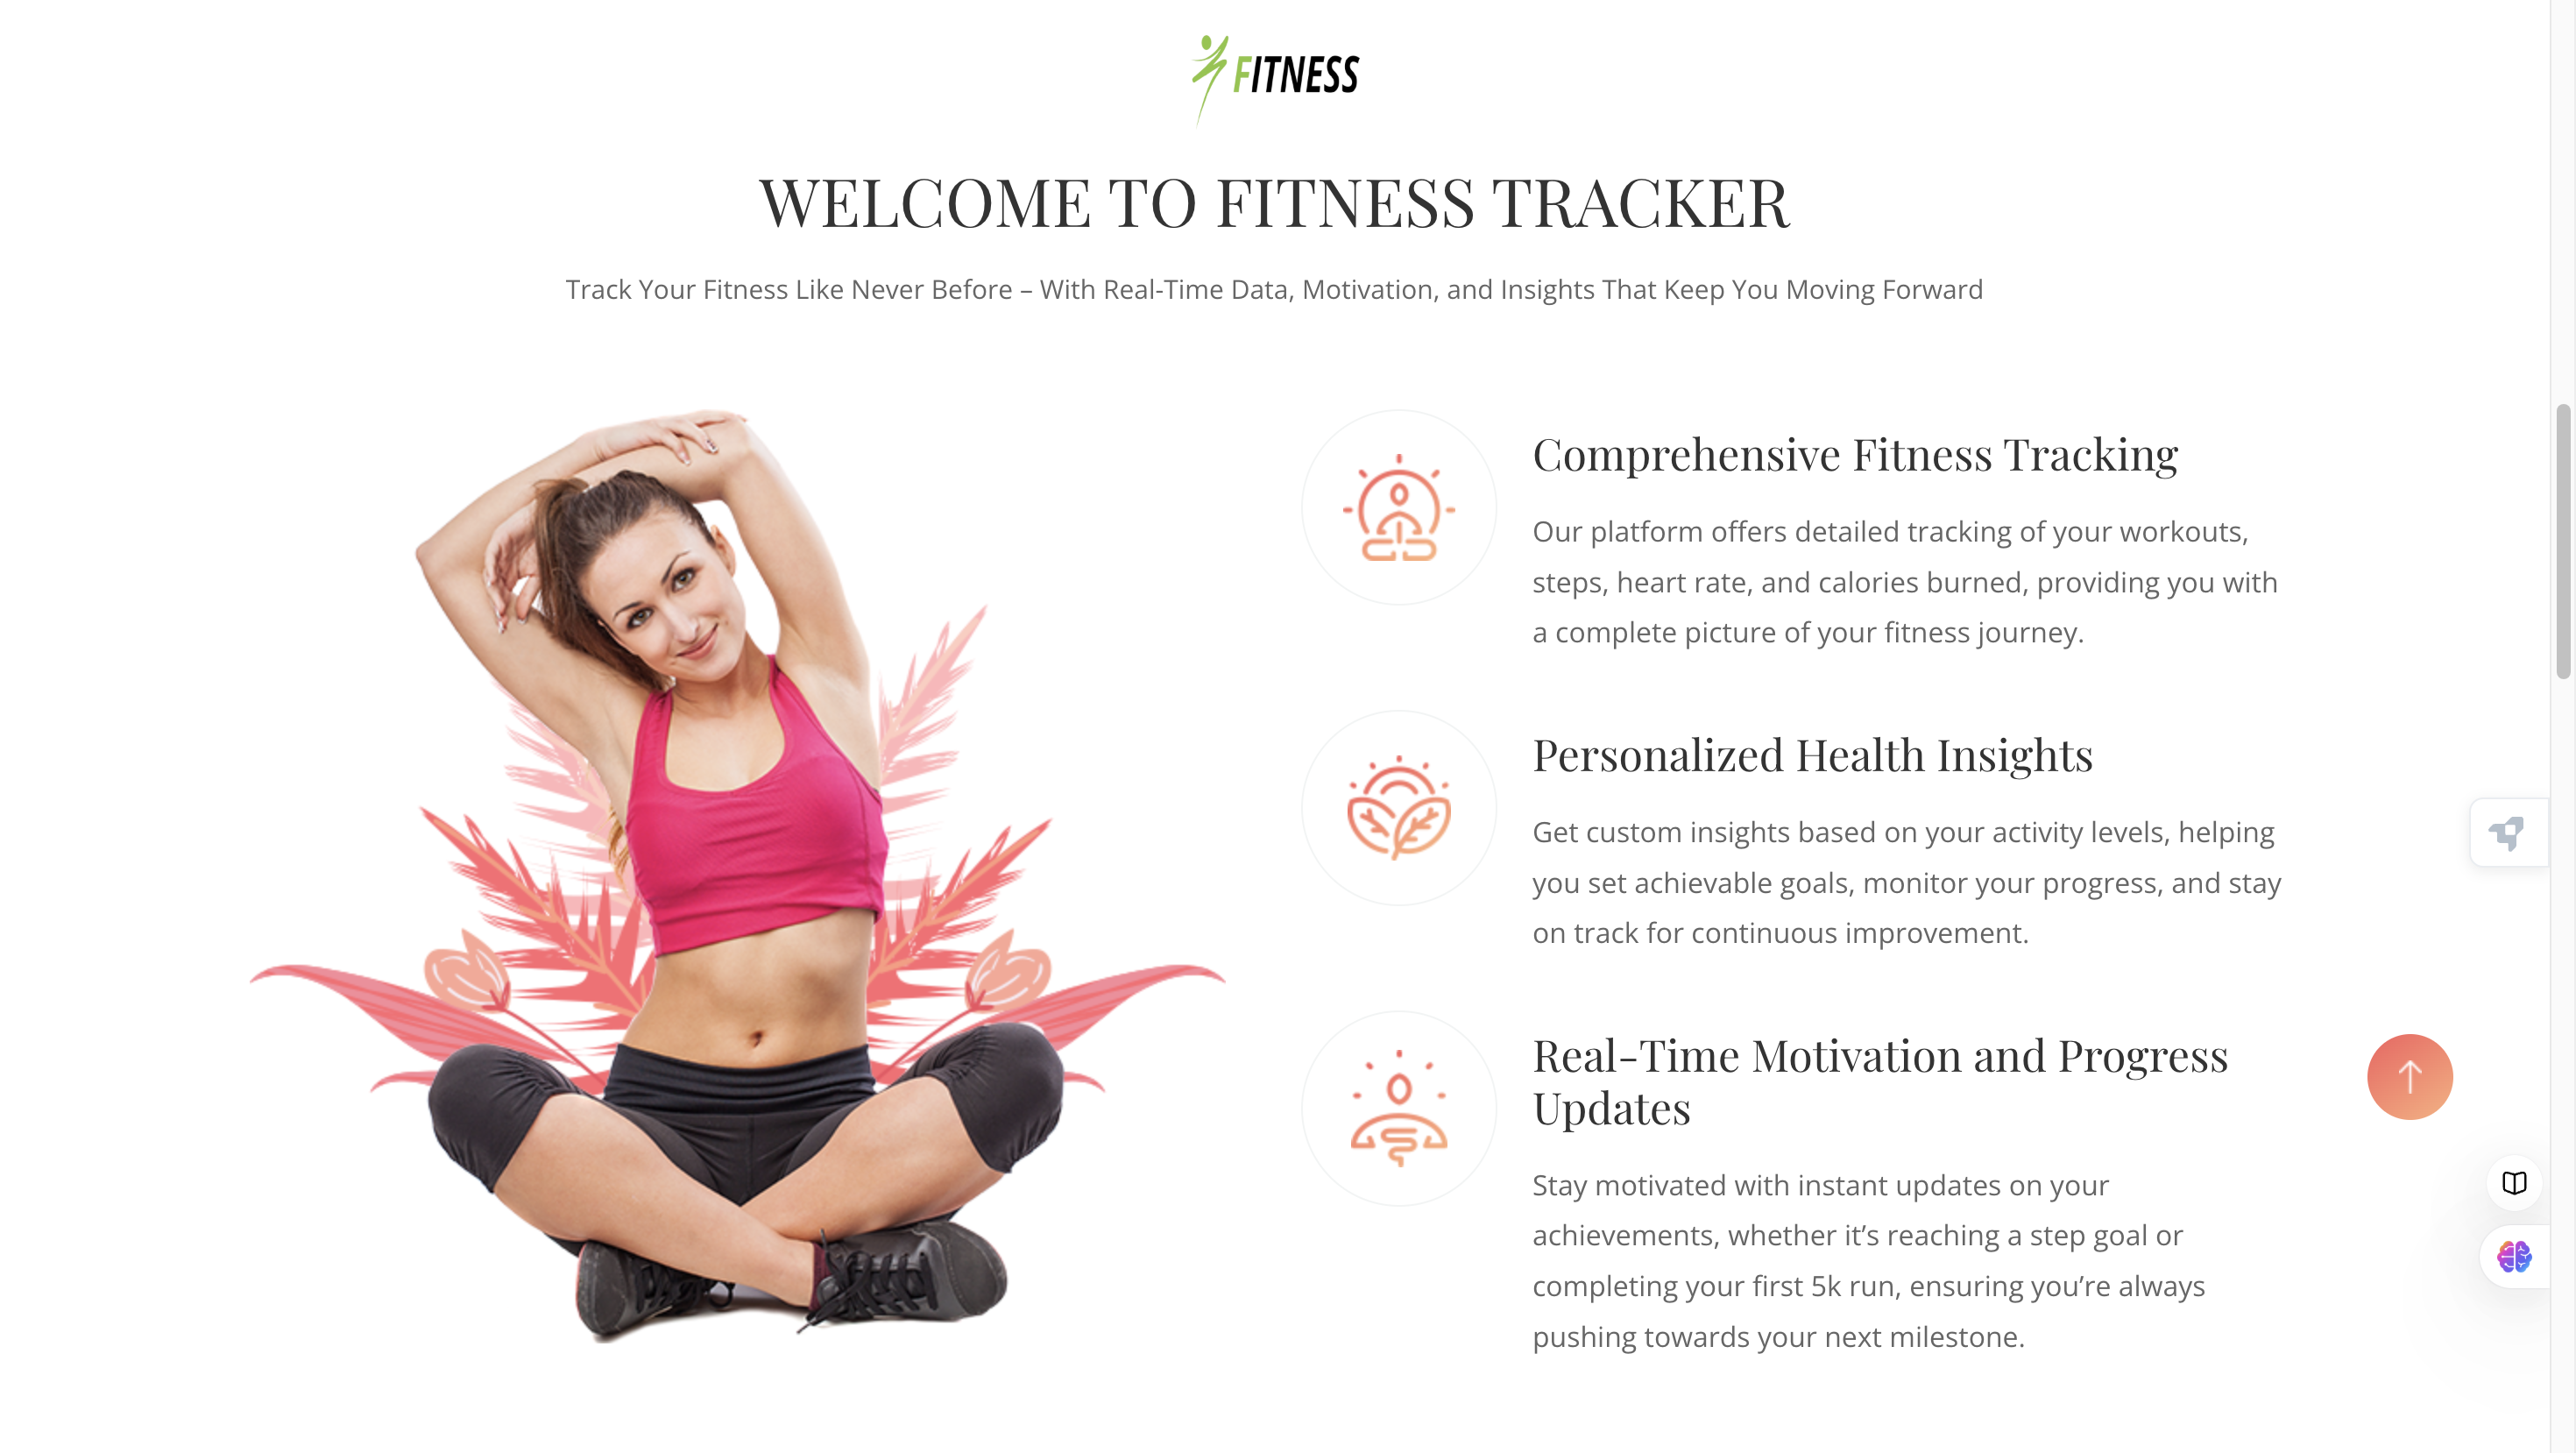 FITNESS
WELCOME TO FITNESS TRACKER
Track Your Fitness Like Never Before – With Real-Time Data, Motivation, and Insights That Keep You Moving Forward
Comprehensive Fitness Tracking
Our platform offers detailed tracking of your workouts,
steps, heart rate, and calories burned, providing you with
a complete picture of your fitness journey.
Personalized Health Insights
Get custom insights based on your activity levels, helping
you set achievable goals, monitor your progress, and stay
on track for continuous improvement.
Real-Time Motivation and Progress
Updates
Stay motivated with instant updates on your
achievements, whether it’s reaching a step goal or
completing your first 5k run, ensuring you’re always
pushing towards your next milestone.